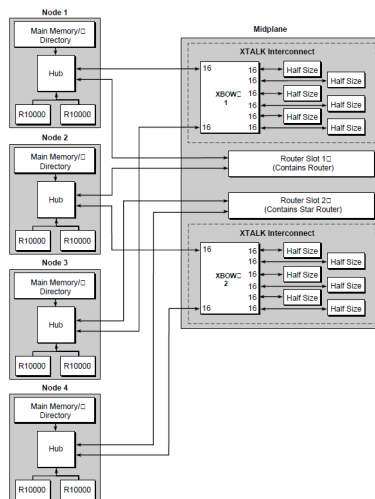 Node 1
Main Memory/□
Directory
Hub
R10000 R10000
Node 2
Main Memory/□
Directory
Hub
R10000 R10000
Node 3
Main Memory/□
Directory
Hub
R10000 R10000
Node 4
Main Memory/□
Directory
Hub
R10000 R10000
Midplane
XTALK Interconnect
16
XBOW□
1
16
16
16
16
16
16
16
Half Size
Half Size
Half Size
Half Size
Half Size
Half Size
Router Slot 1□
(Contains Router)
Router Slot 2□
(Contains Star Router)
XTALK Interconnect
16
XBOW□
2
16
16
16
16
16
16
16
Half Size
Half Size
Half Size
Half Size
Half Size
Half Size